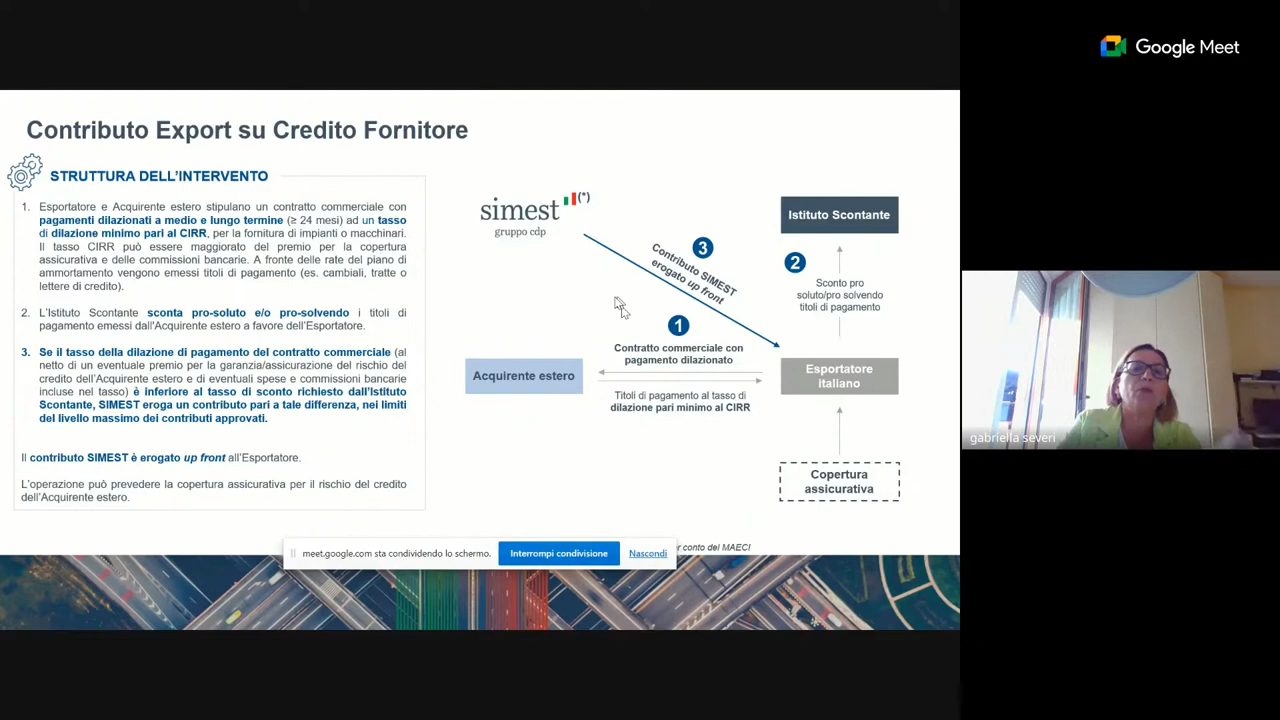 Google Meet
Contributo Export su Credito Fornitore
STRUTTURA DELL'INTERVENTO
1. Esportatore e Acquirente estero stipulano un contratto commerciale con
pagamenti dilazionati a medio e lungo termine (≥ 24 mesi) ad un tasso
di dilazione minimo pari al CIRR, per la fornitura di impianti o macchinari.
Il tasso CIRR può essere maggiorato del premio per la copertura
assicurativa e delle commissioni bancarie. A fronte delle rate del piano di
ammortamento vengono emessi titoli di pagamento (es. cambiali, tratte o
lettere di credito).
2. L'Istituto Scontante sconta pro-soluto e/o pro-solvendo i titoli di
pagamento emessi dall'Acquirente estero a favore dell'Esportatore.
3. Se il tasso della dilazione di pagamento del contratto commerciale (al
netto di un eventuale premio per la garanzia/assicurazione del rischio del
credito dell'Acquirente estero e di eventuali spese e commissioni bancarie
incluse nel tasso) è inferiore al tasso di sconto richiesto dall'Istituto
Scontante, SIMEST eroga un contributo pari a tale differenza, nei limiti
del livello massimo dei contributi approvati.
Il contributo SIMEST è erogato up front all'Esportatore.
L'operazione può prevedere la copertura assicurativa per il rischio del credito
dell'Acquirente estero.
simest (*)
gruppo cdp
Istituto Scontante
3
Contributo SIMEST
erogato up front
2
Sconto pro
soluto/pro solvendo
titoli di pagamento
1
Contratto commerciale con
pagamento dilazionato
Acquirente estero
Esportatore
italiano
Titoli di pagamento al tasso di
dilazione pari minimo al CIRR
Copertura
assicurativa
conto del MAECI
meet.google.com sta condividendo lo schermo.
Interrompi condivisione
Nascondi
gabriella severi